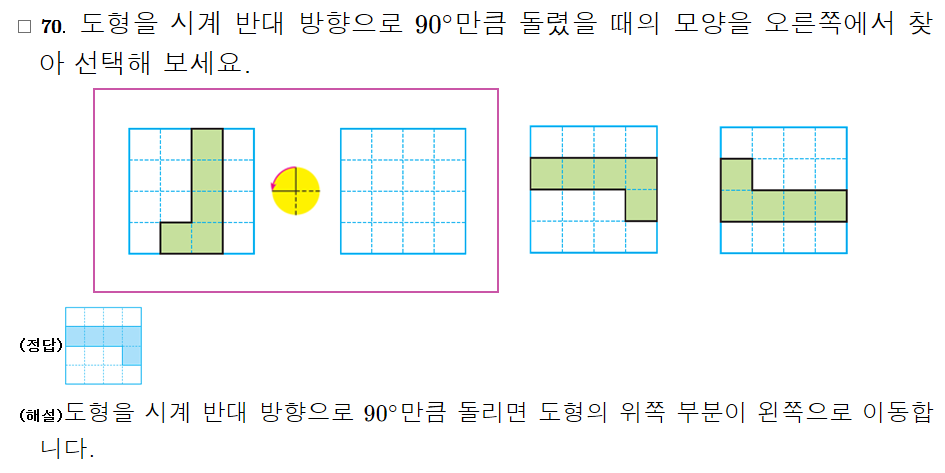 □ 70. 도형을 시계 반대 방향으로 90°만큼 돌렸을 때의 모양을 오른쪽에서 찾
아 선택해 보세요.
(정답)
(해설)도형을 시계 반대 방향으로 90°만큼 돌리면 도형의 위쪽 부분이 왼쪽으로 이동합
니다.